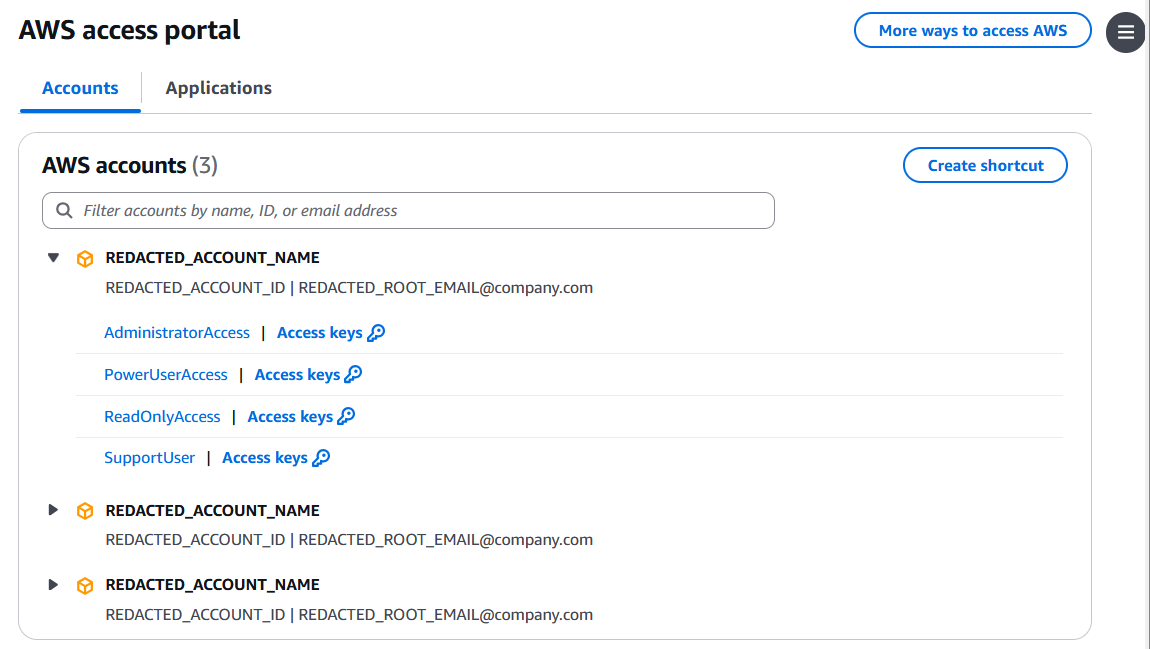 AWS access portal
More ways to access AWS
Accounts
Applications
AWS accounts (3)
Create shortcut
Filter accounts by name, ID, or email address
REDACTED_ACCOUNT_NAME
REDACTED_ACCOUNT_ID | REDACTED_ROOT_EMAIL@company.com
AdministratorAccess | Access keys
PowerUserAccess | Access keys
ReadOnlyAccess | Access keys
SupportUser | Access keys
REDACTED_ACCOUNT_NAME
REDACTED_ACCOUNT_ID | REDACTED_ROOT_EMAIL@company.com
REDACTED_ACCOUNT_NAME
REDACTED_ACCOUNT_ID | REDACTED_ROOT_EMAIL@company.com